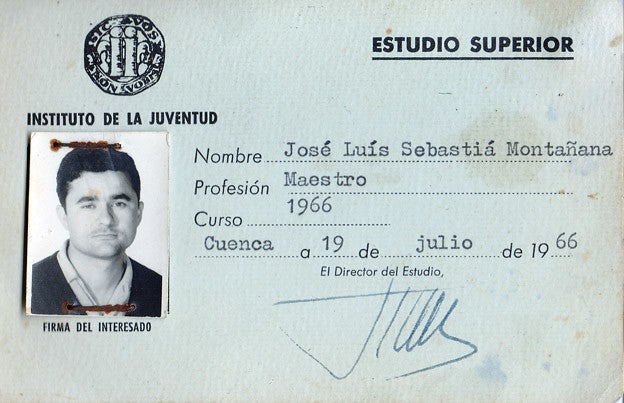 ESTUDIO SUPERIOR
INSTITUTO DE LA JUVENTUD
Nombre José Luís Sebastiá Montañana
Profesión Maestro
Curso 1966
Cuenca a 19 de julio de 1966
El Director del Estudio,
FIRMA DEL INTERESADO